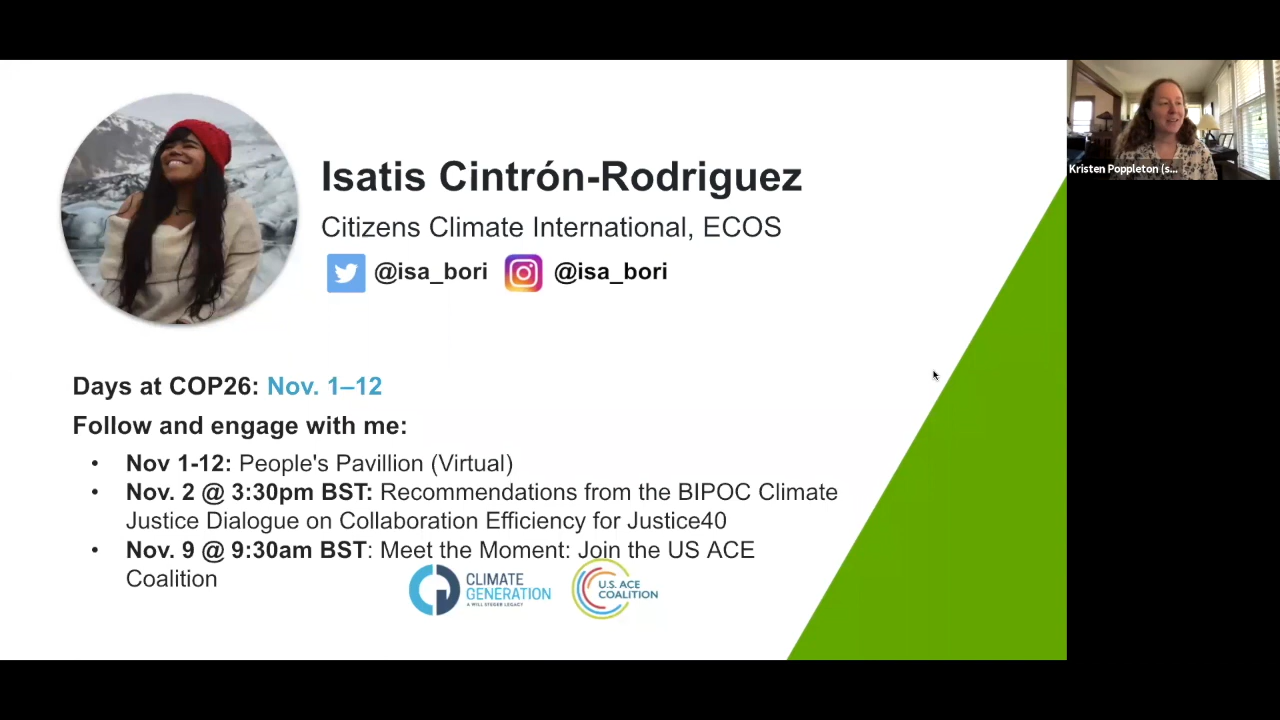 Isatis Cintrón-Rodriguez
Citizens Climate International, ECOS
@isa_bori @isa_bori
Kristen Poppleton (s...
Days at COP26: Nov. 1–12
Follow and engage with me:
• Nov 1-12: People's Pavillion (Virtual)
• Nov. 2 @ 3:30pm BST: Recommendations from the BIPOC Climate
Justice Dialogue on Collaboration Efficiency for Justice40
• Nov. 9 @ 9:30am BST: Meet the Moment: Join the US ACE
Coalition
CLIMATE
GENERATION
A WILL STEGER LEGACY
U.S. ACE
COALITION